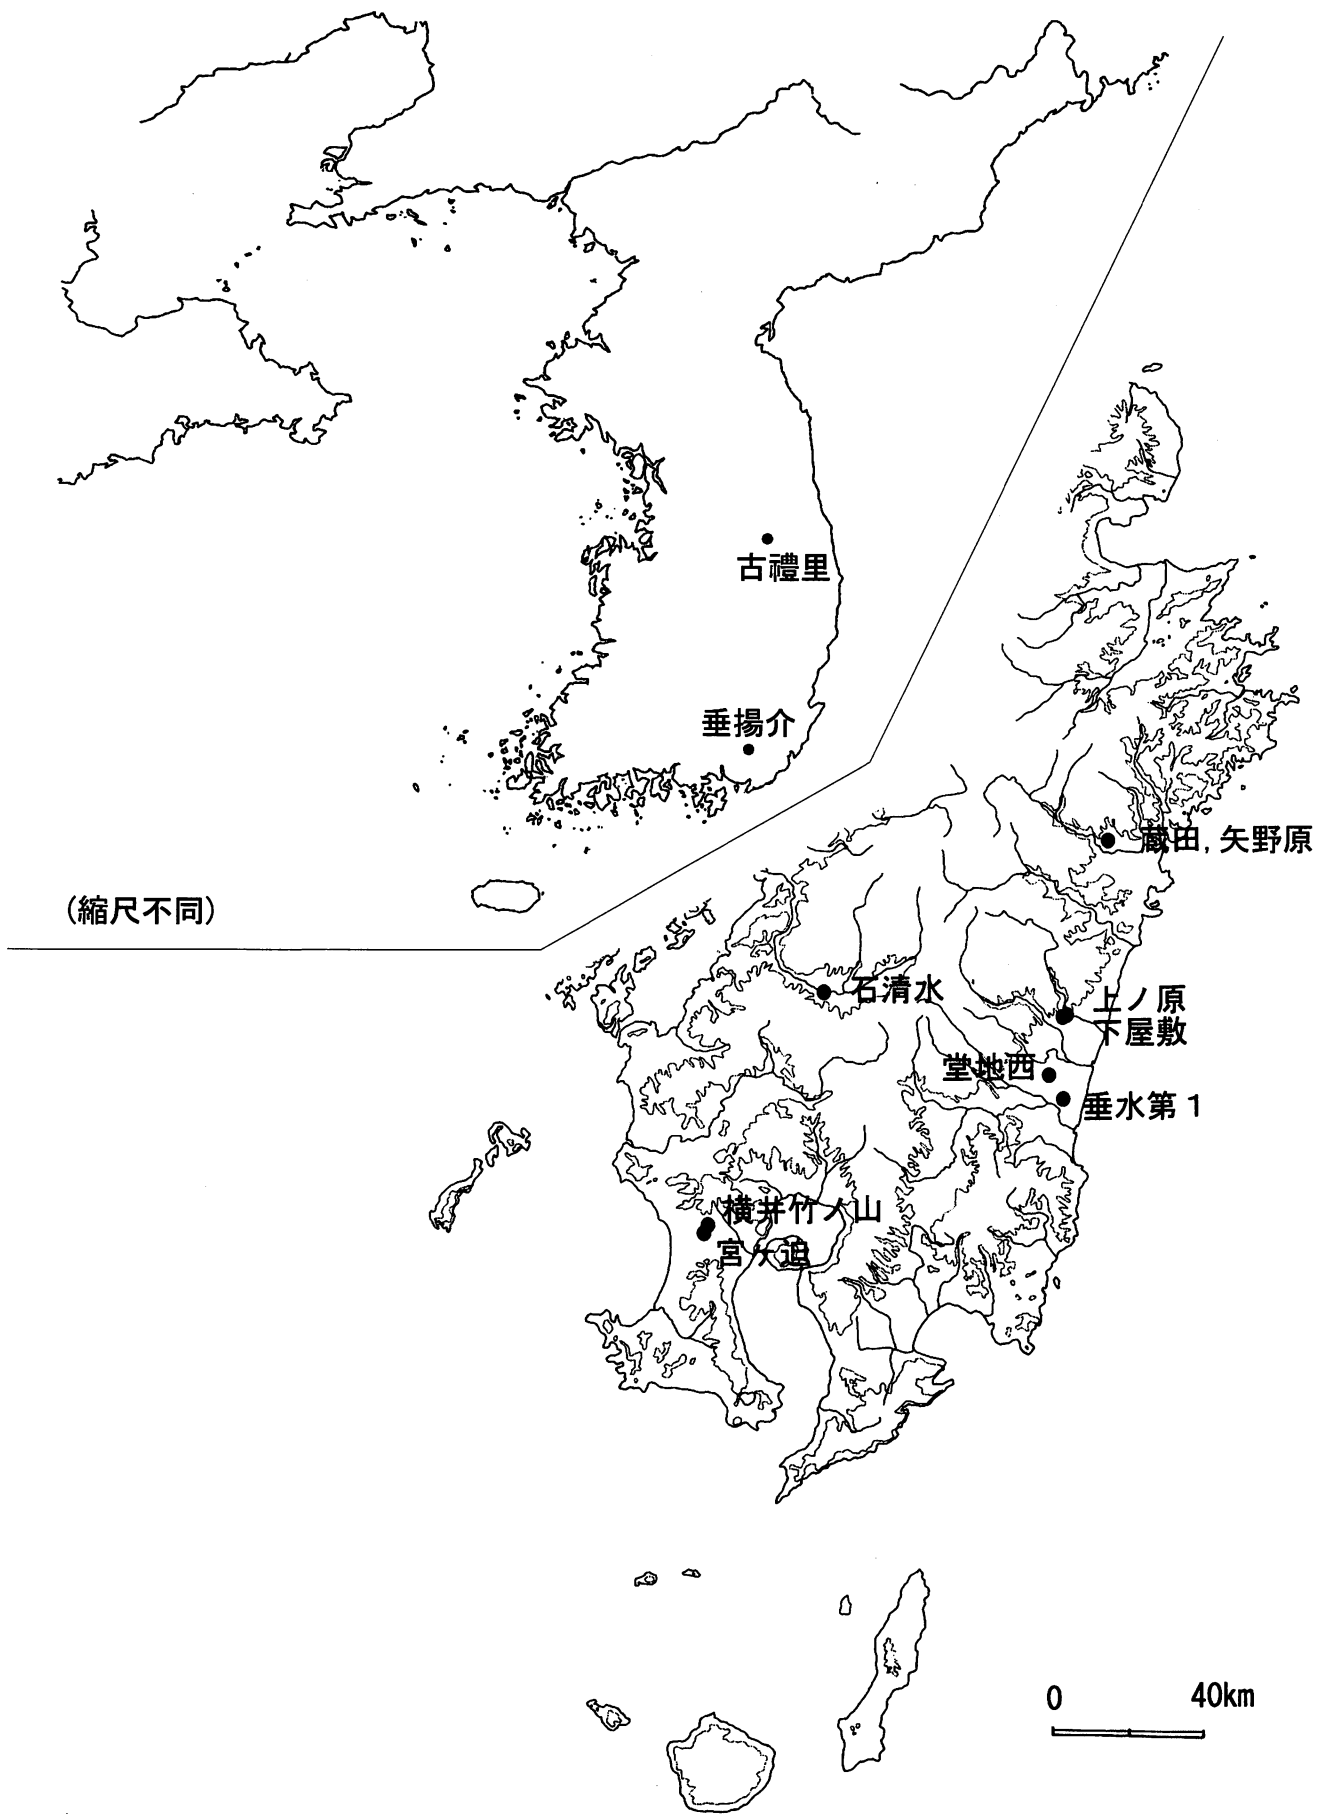 古禮里
垂揚介
蔵田,矢野原
(縮尺不同)
石清水
上ノ原
下屋敷
堂地西
垂水第1
横井竹ノ山
宮ヶ迫
0 40km